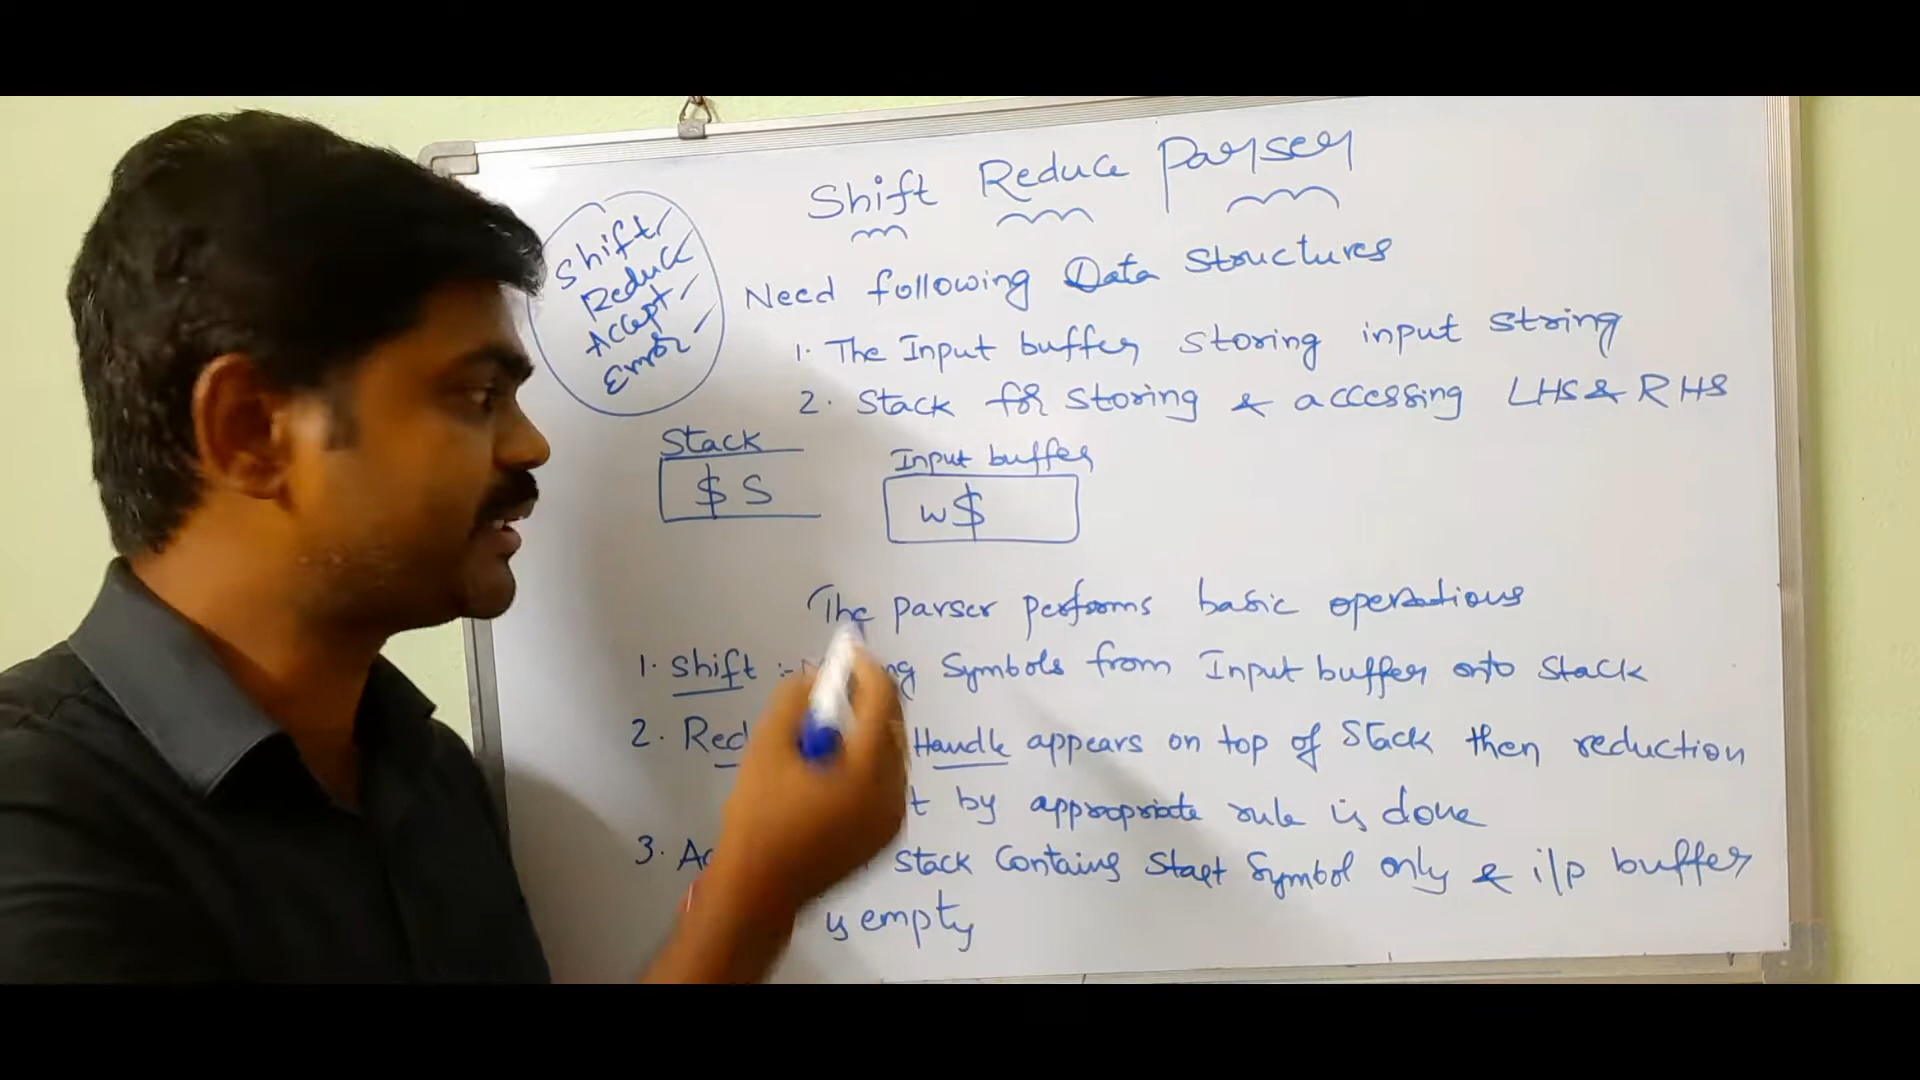 Shift Reduce Parser
Shift
Reduce
Accept
Error
Need following Data Structures
1. The Input buffer storing input string
2. Stack for storing & accessing LHS & RHS
Stack
$ S
Input buffer
w$
The parser performs basic operations
1. Shift :- ng Symbols from Input buffer onto Stack
2. Red Handle appears on top of Stack then reduction
t by appropriate rule is done
3. Ac Stack Contains Start Symbol only & i/p buffer
is empty